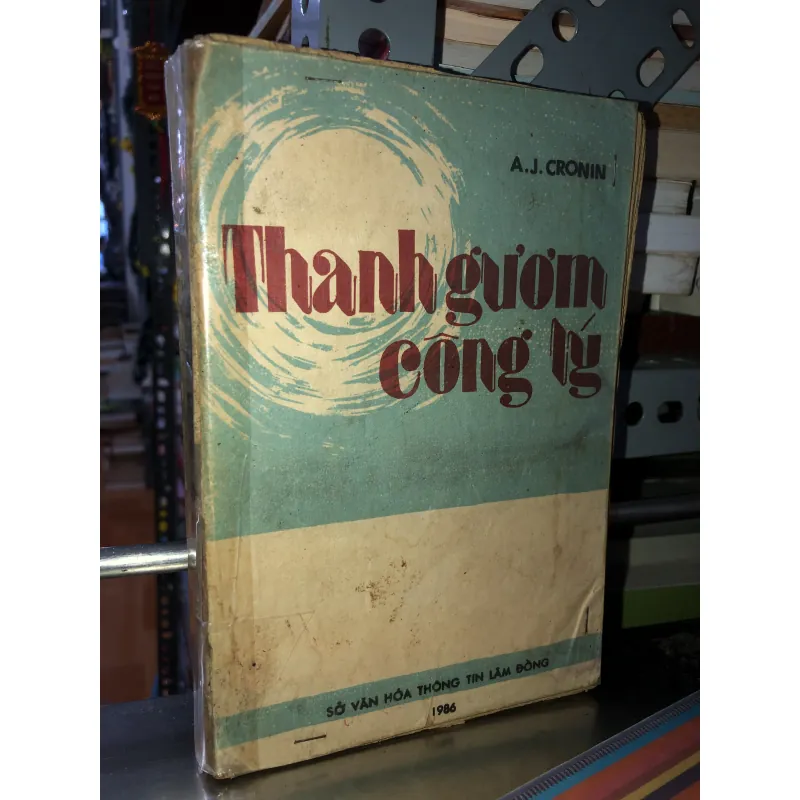 A.J. CRONIN
Thanh gươm
công lý
SỞ VĂN HÓA THÔNG TIN LÂM ĐỒNG
1986